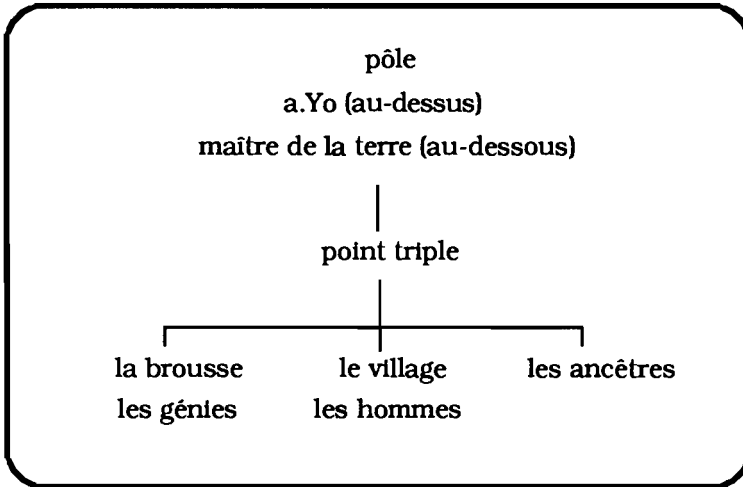 pôle
a.Yo (au-dessus)
maître de la terre (au-dessous)
point triple
la brousse le village les ancêtres
les génies les hommes